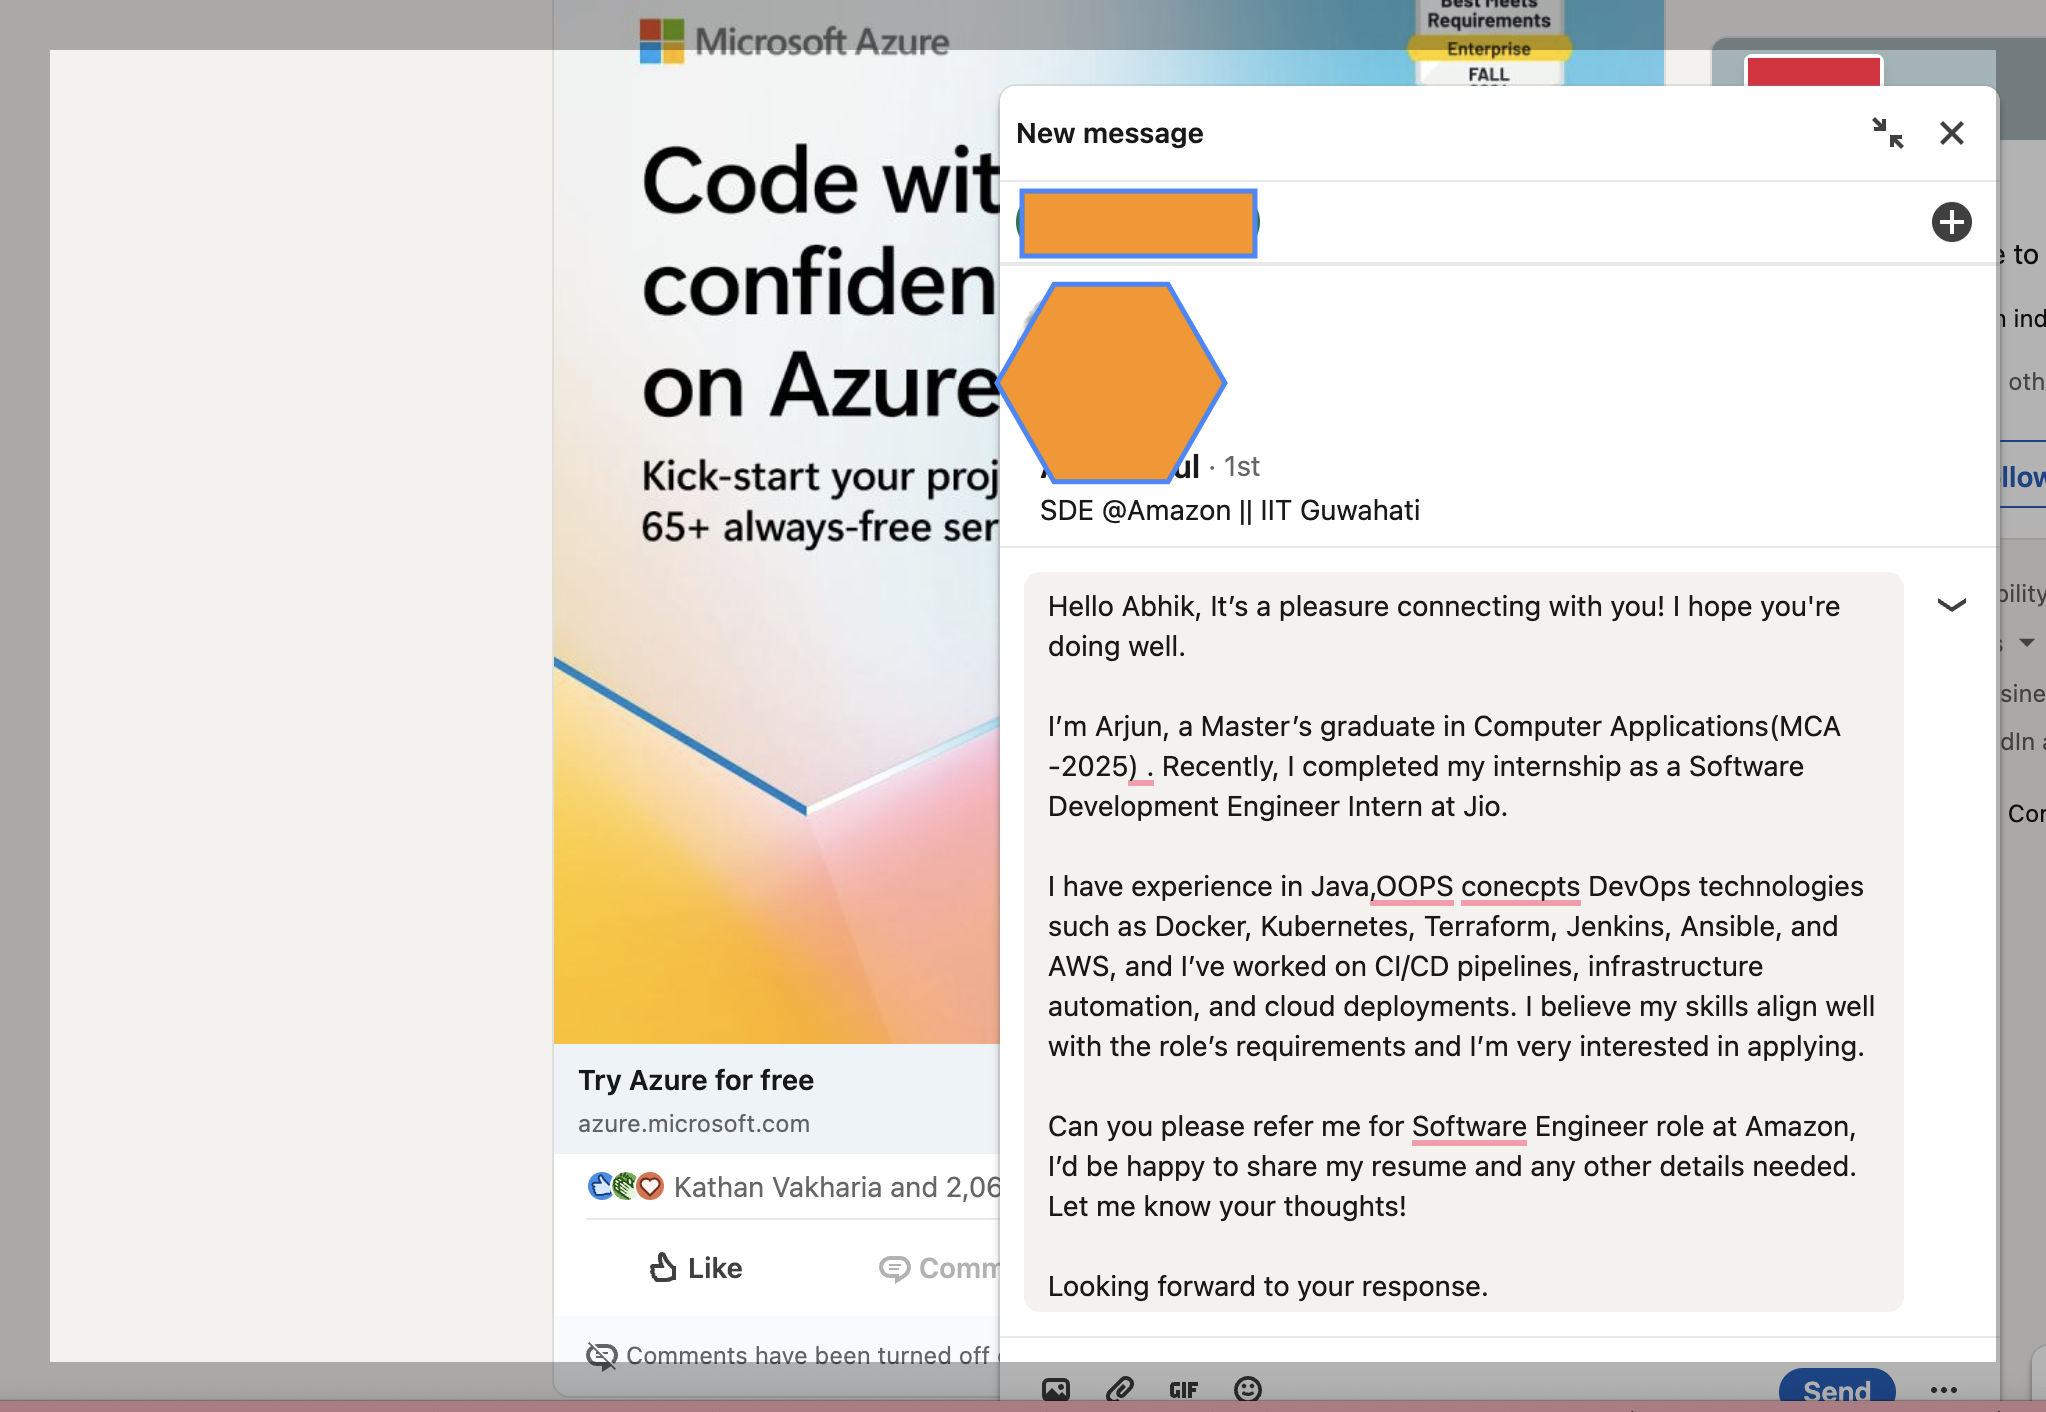 Microsoft Azure
Best Meets
Requirements
Enterprise
FALL
Code wit
confiden
on Azure
Kick-start your proj
65+ always-free ser
Try Azure for free
azure.microsoft.com
Kathan Vakharia and 2,06
Like
Comm
Comments have been turned off
New message
ul · 1st
SDE @Amazon || IIT Guwahati
Hello Abhik, It’s a pleasure connecting with you! I hope you're
doing well.
I’m Arjun, a Master’s graduate in Computer Applications(MCA
-2025) . Recently, I completed my internship as a Software
Development Engineer Intern at Jio.
I have experience in Java,OOPS conecpts DevOps technologies
such as Docker, Kubernetes, Terraform, Jenkins, Ansible, and
AWS, and I’ve worked on CI/CD pipelines, infrastructure
automation, and cloud deployments. I believe my skills align well
with the role’s requirements and I’m very interested in applying.
Can you please refer me for Software Engineer role at Amazon,
I’d be happy to share my resume and any other details needed.
Let me know your thoughts!
Looking forward to your response.
GIF
Send
e to
n ind
oth
llow
bility
s
sine
dIn a
Cor